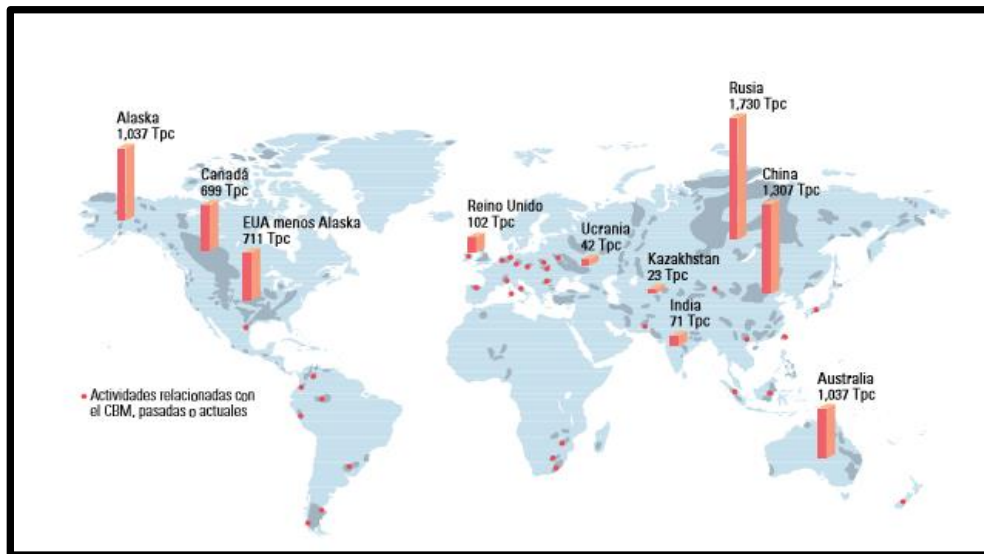 Alaska
1,037 Tpc
Canadá
699 Tpc
EUA menos Alaska
711 Tpc
Reino Unido
102 Tpc
Ucrania
42 Tpc
Rusia
1,730 Tpc
China
1,307 Tpc
Kazakhstan
23 Tpc
India
71 Tpc
Australia
1,037 Tpc
Actividades relacionadas con
el CBM, pasadas o actuales